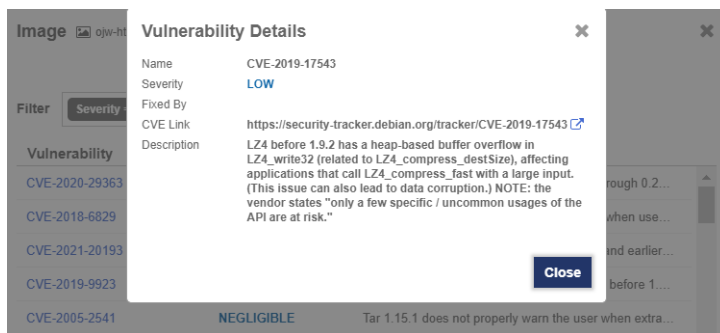 Image ojw-ht
Vulnerability Details
Name CVE-2019-17543
Severity LOW
Fixed By
CVE Link https://security-tracker.debian.org/tracker/CVE-2019-17543
Description LZ4 before 1.9.2 has a heap-based buffer overflow in
LZ4_write32 (related to LZ4_compress_destSize), affecting
applications that call LZ4_compress_fast with a large input.
(This issue can also lead to data corruption.) NOTE: the
vendor states "only a few specific / uncommon usages of the
API are at risk."
Close
Filter Severity
Vulnerability
CVE-2020-29363 rough 0.2...
CVE-2018-6829 when use...
CVE-2021-20193 and earlier...
CVE-2019-9923 before 1....
CVE-2005-2541 NEGLIGIBLE Tar 1.15.1 does not properly warn the user when extra...